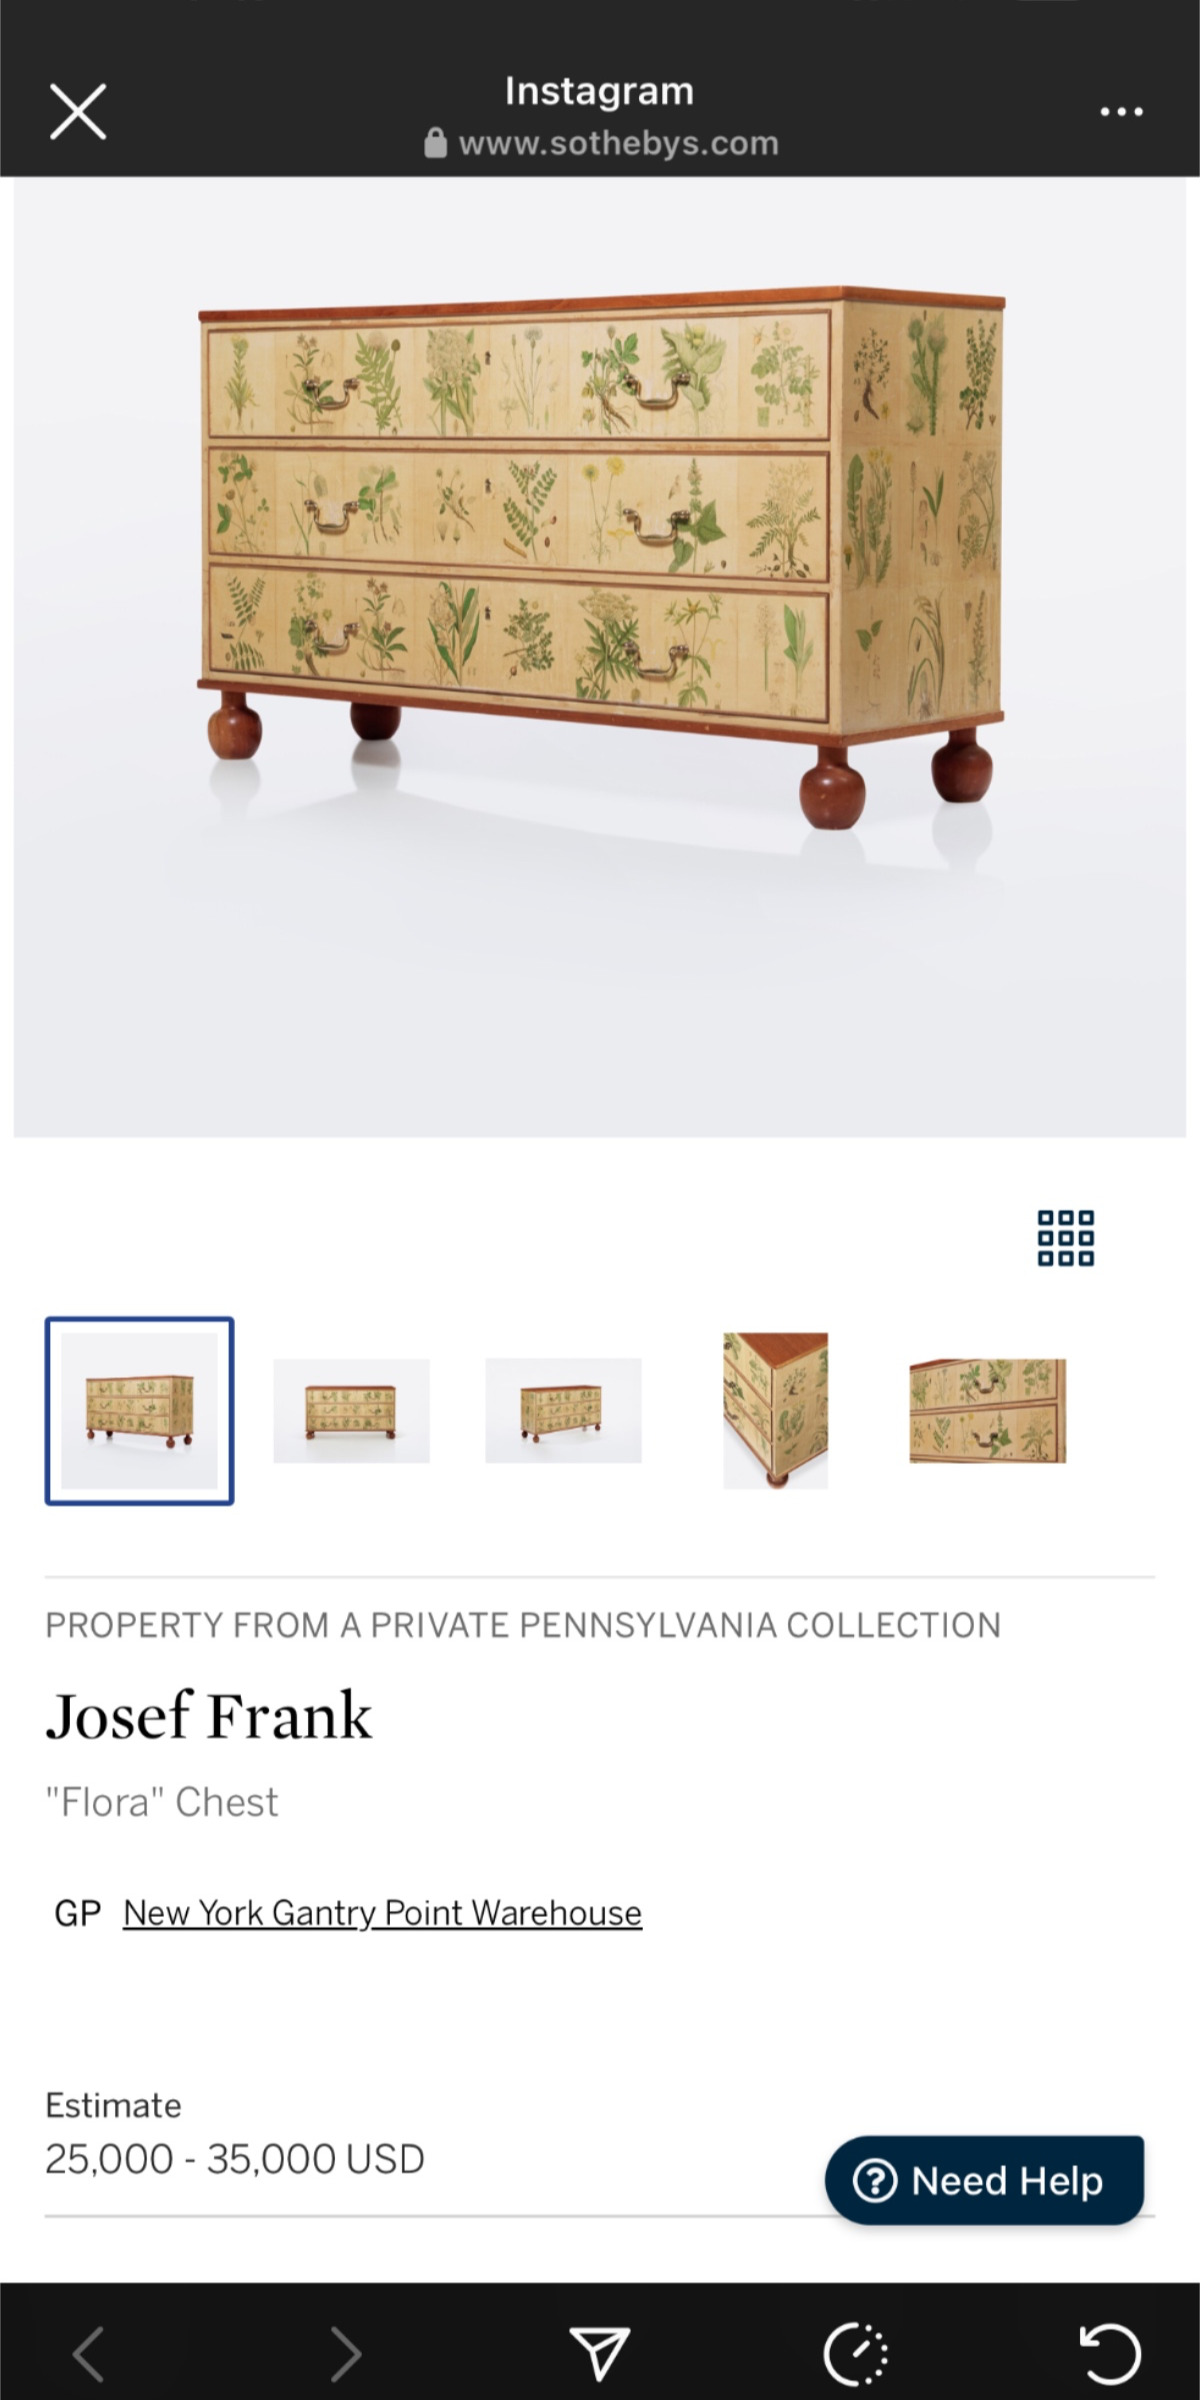 Instagram
www.sothebys.com
PROPERTY FROM A PRIVATE PENNSYLVANIA COLLECTION
Josef Frank
"Flora" Chest
GP New York Gantry Point Warehouse
Estimate
25,000 - 35,000 USD
? Need Help